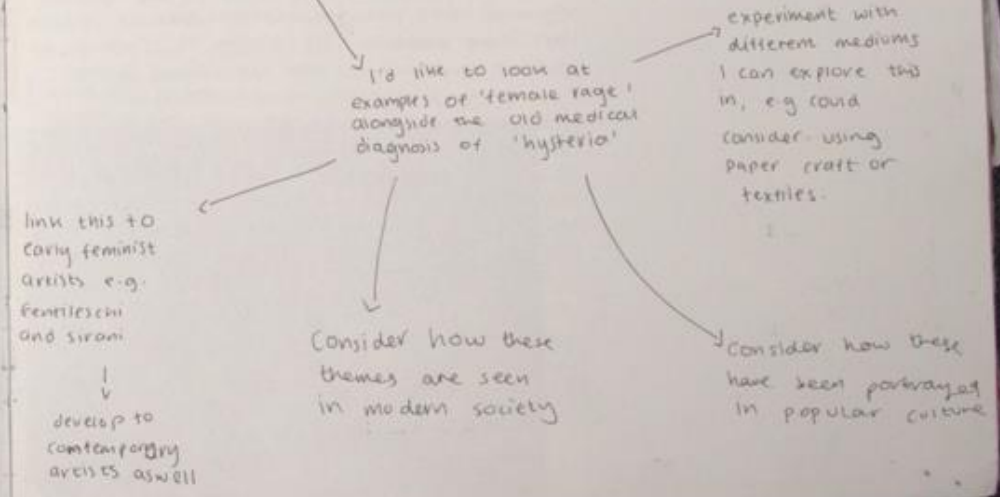 I'd like to look at
examples of 'female rage'
alongside the old medical
diagnosis of 'hysteria'
experiment with
different mediums
I can explore this
in, e.g could
consider using
paper craft or
textiles.
link this to
early feminist
artists e.g.
Gentileschi
and Sirani
develop to
comtemporary
artists aswell
Consider how these
themes are seen
in modern society
Consider how these
have been portrayed
in popular culture